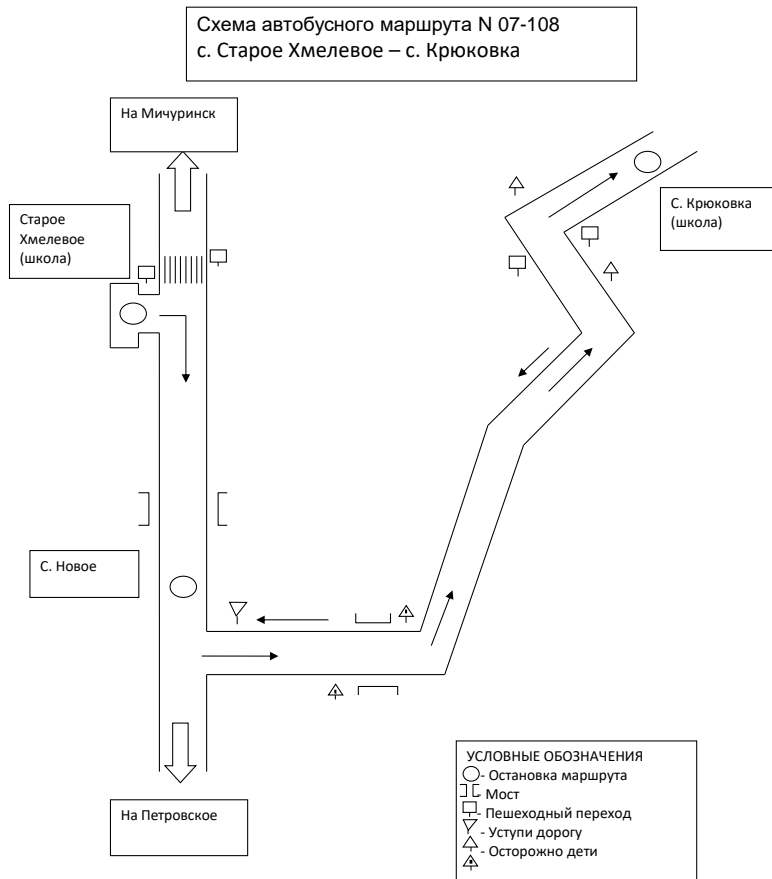 Схема автобусного маршрута N 07-108
с. Старое Хмелевое – с. Крюковка
На Мичуринск
Старое
Хмелевое
(школа)
С. Крюковка
(школа)
С. Новое
На Петровское
УСЛОВНЫЕ ОБОЗНАЧЕНИЯ
- Остановка маршрута
- Мост
- Пешеходный переход
- Уступи дорогу
- Осторожно дети